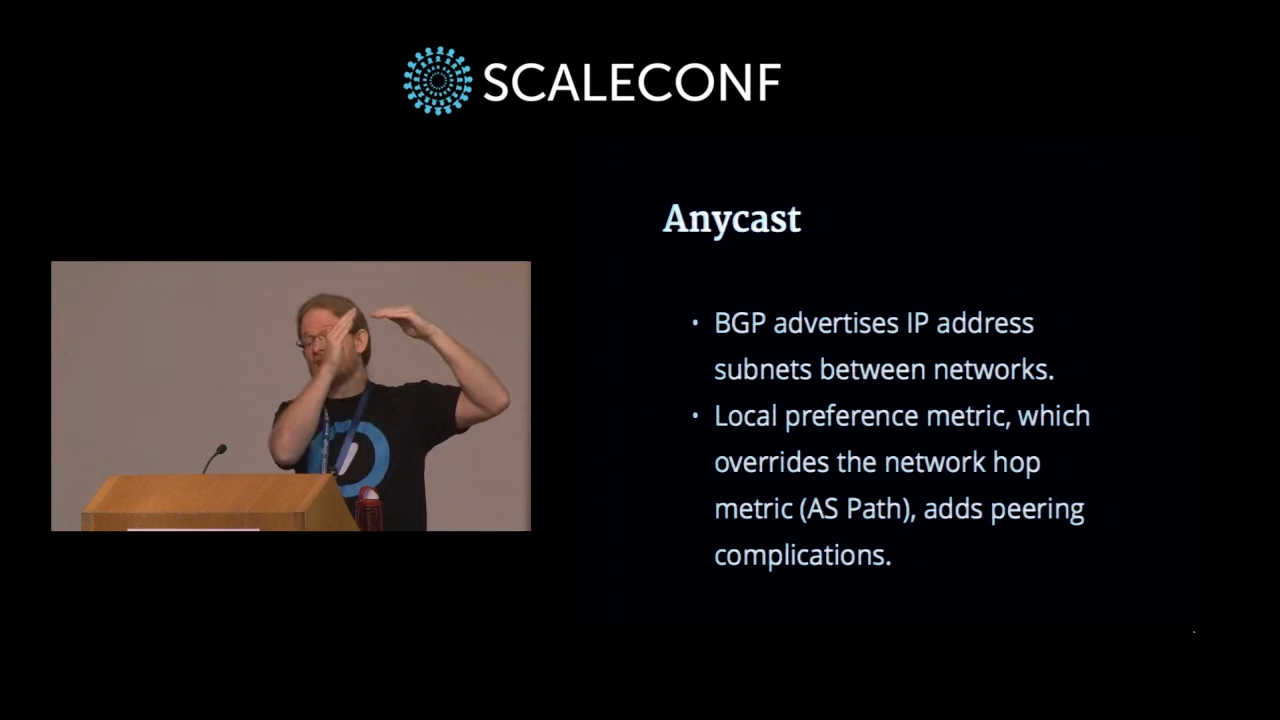 SCALECONF
Anycast
• BGP advertises IP address
subnets between networks.
• Local preference metric, which
overrides the network hop
metric (AS Path), adds peering
complications.